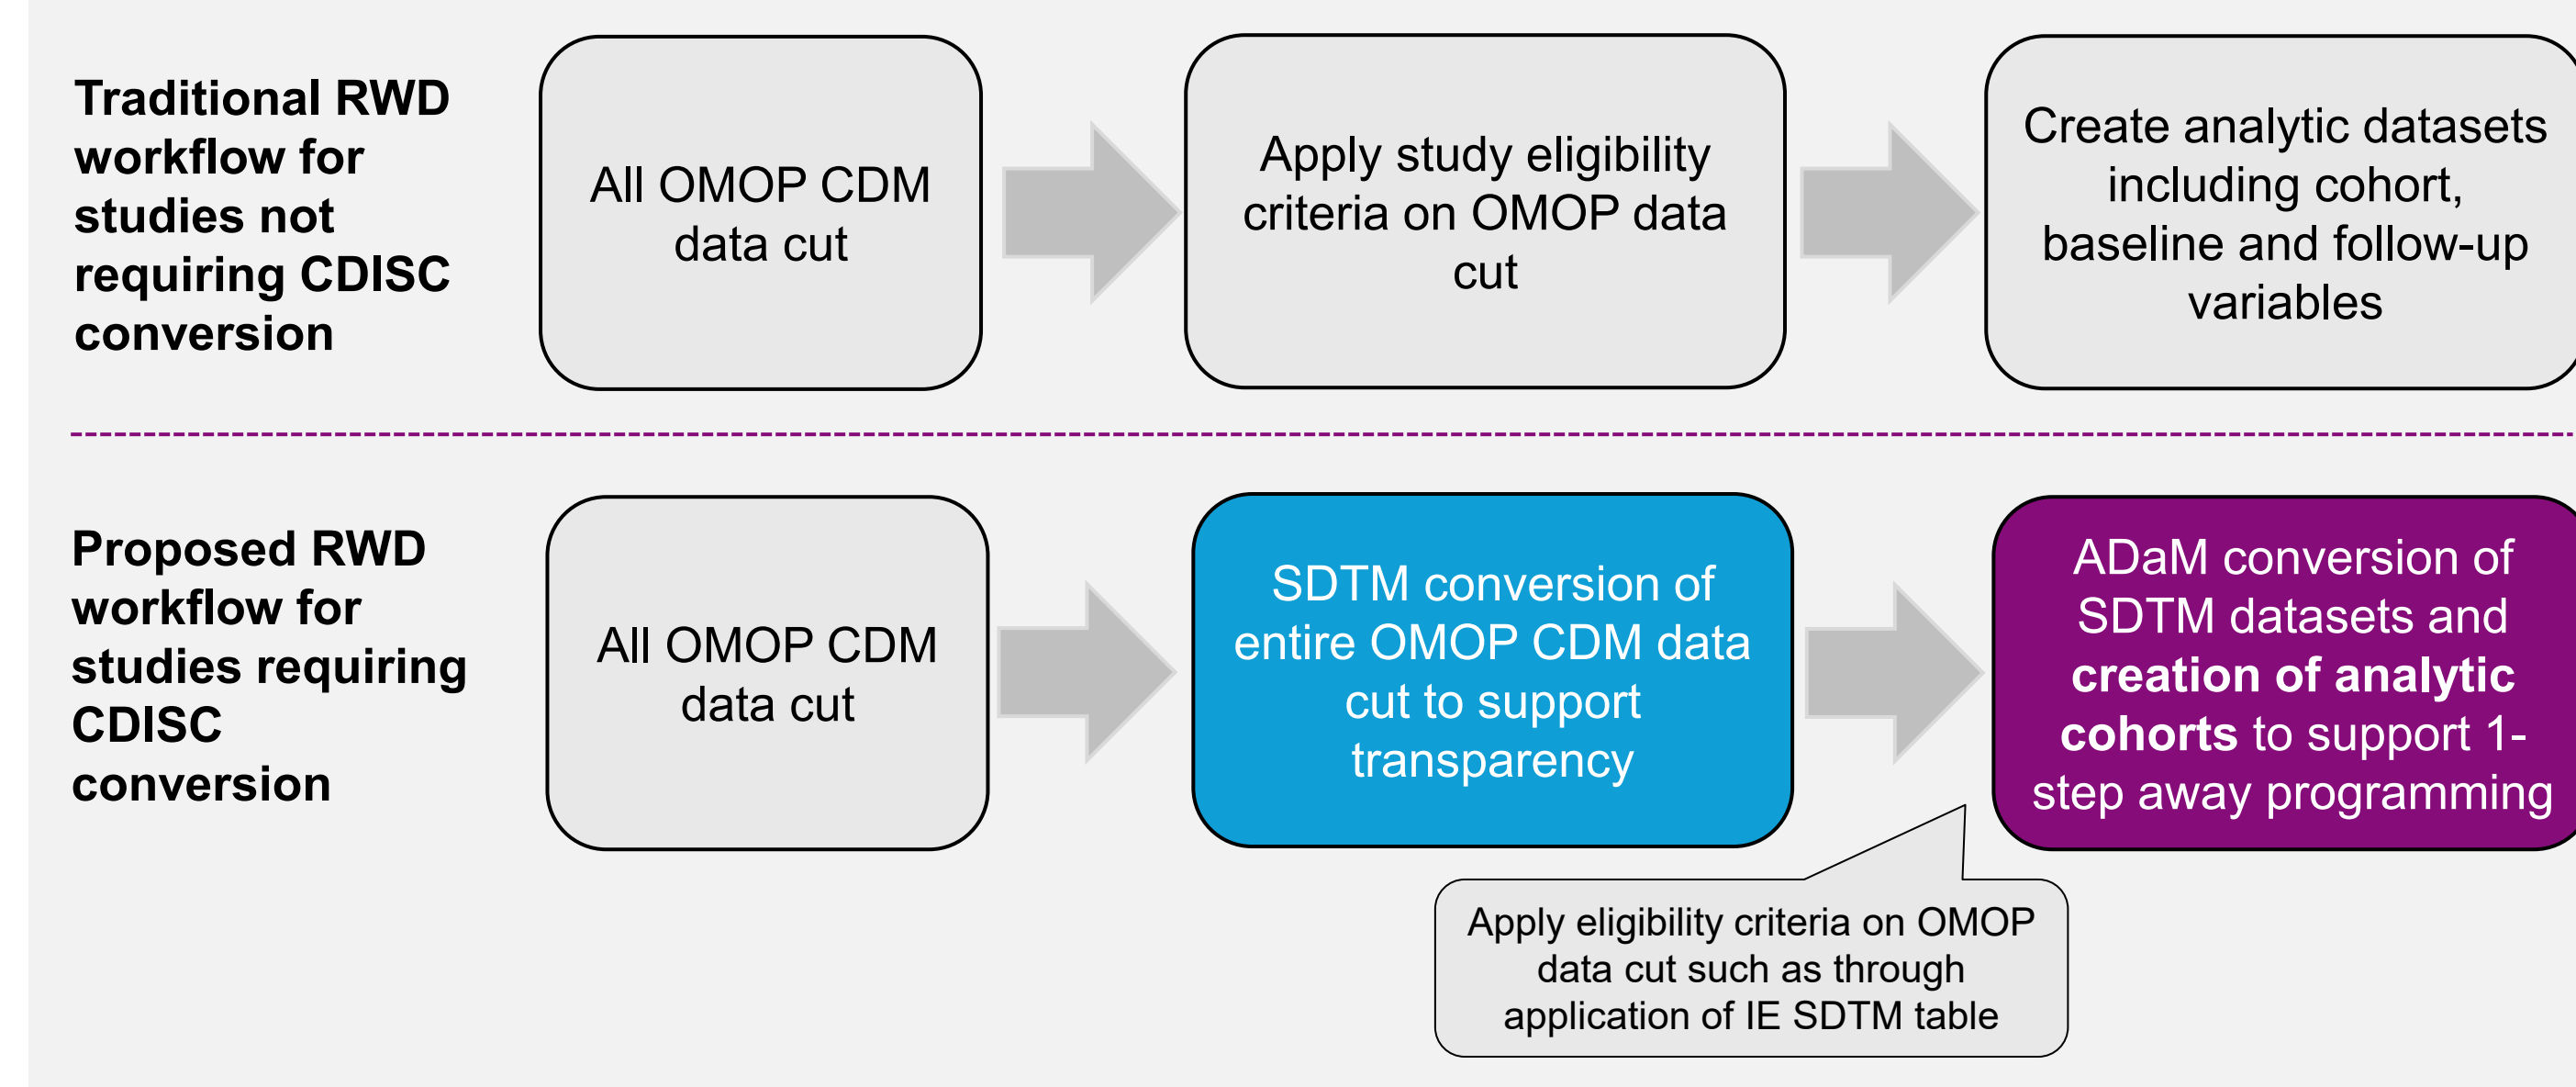 Traditional RWD
workflow for
studies not
requiring CDISC
conversion
All OMOP CDM
data cut
Apply study eligibility
criteria on OMOP data
cut
Create analytic datasets
including cohort,
baseline and follow-up
variables
Proposed RWD
workflow for
studies requiring
CDISC
conversion
All OMOP CDM
data cut
SDTM conversion of
entire OMOP CDM data
cut to support
transparency
ADaM conversion of
SDTM datasets and
creation of analytic
cohorts to support 1-
step away programming
Apply eligibility criteria on OMOP
data cut such as through
application of IE SDTM table